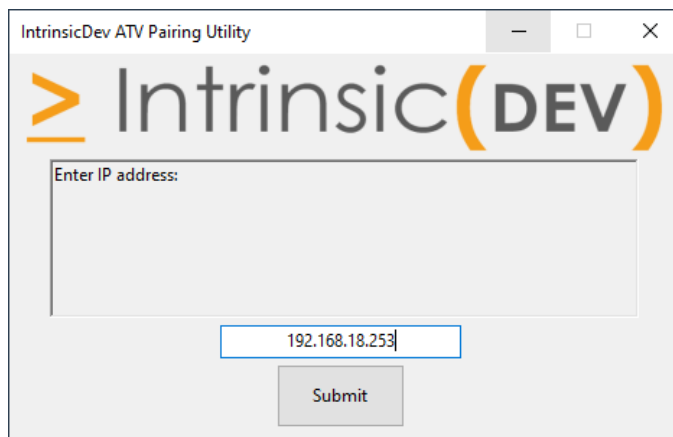 IntrinsicDev ATV Pairing Utility
> Intrinsic(DEV)
Enter IP address:
192.168.18.253
Submit